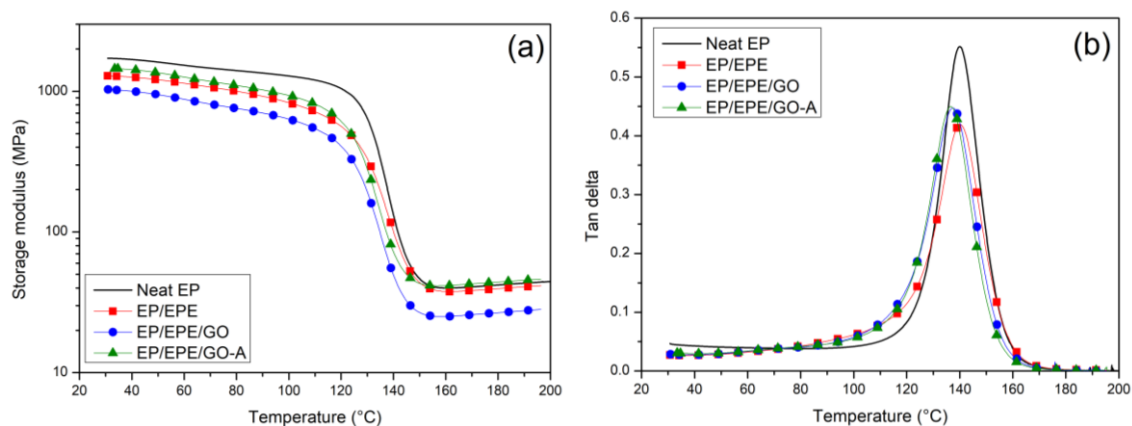 (a)
Storage modulus (MPa)
1000
100
10
Neat EP
EP/EPE
EP/EPE/GO
EP/EPE/GO-A
20 40 60 80 100 120 140 160 180 200
Temperature (°C)
(b)
Tan delta
0.6
0.5
0.4
0.3
0.2
0.1
0.0
Neat EP
EP/EPE
EP/EPE/GO
EP/EPE/GO-A
20 40 60 80 100 120 140 160 180 200
Temperature (°C)